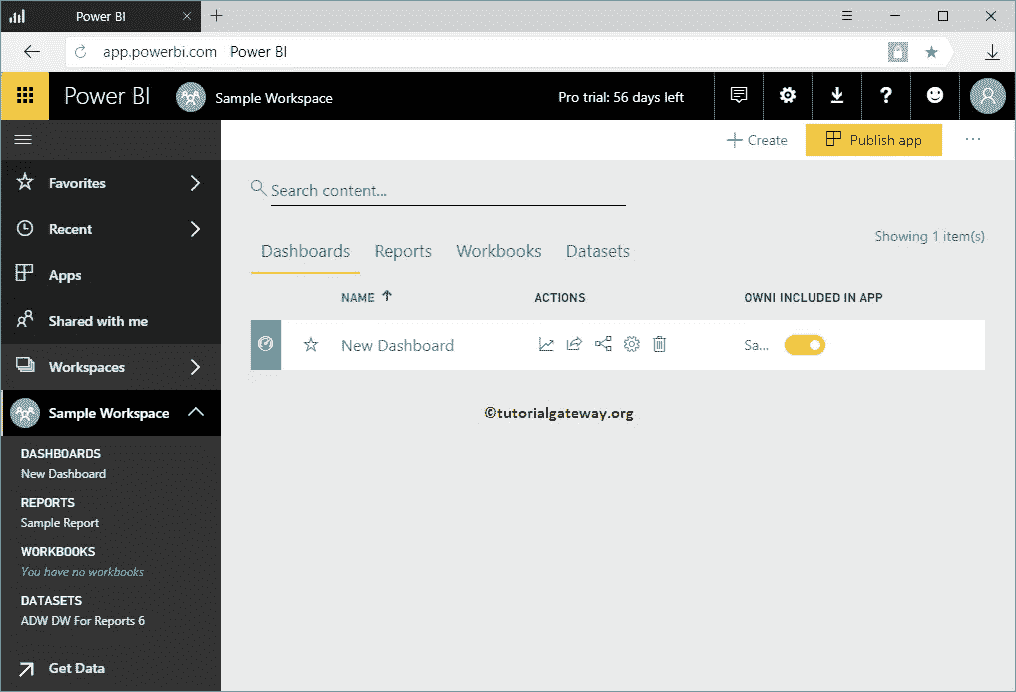 Power BI
app.powerbi.com Power BI
Power BI Sample Workspace Pro trial: 56 days left ?
Create Publish app ...
Favorites
Recent
Apps
Shared with me
Workspaces
Sample Workspace
DASHBOARDS
New Dashboard
REPORTS
Sample Report
WORKBOOKS
You have no workbooks
DATASETS
ADW DW For Reports 6
Get Data
Search content...
Showing 1 item(s)
Dashboards Reports Workbooks Datasets
NAME ACTIONS OWNI INCLUDED IN APP
New Dashboard Sa...
©tutorialgateway.org